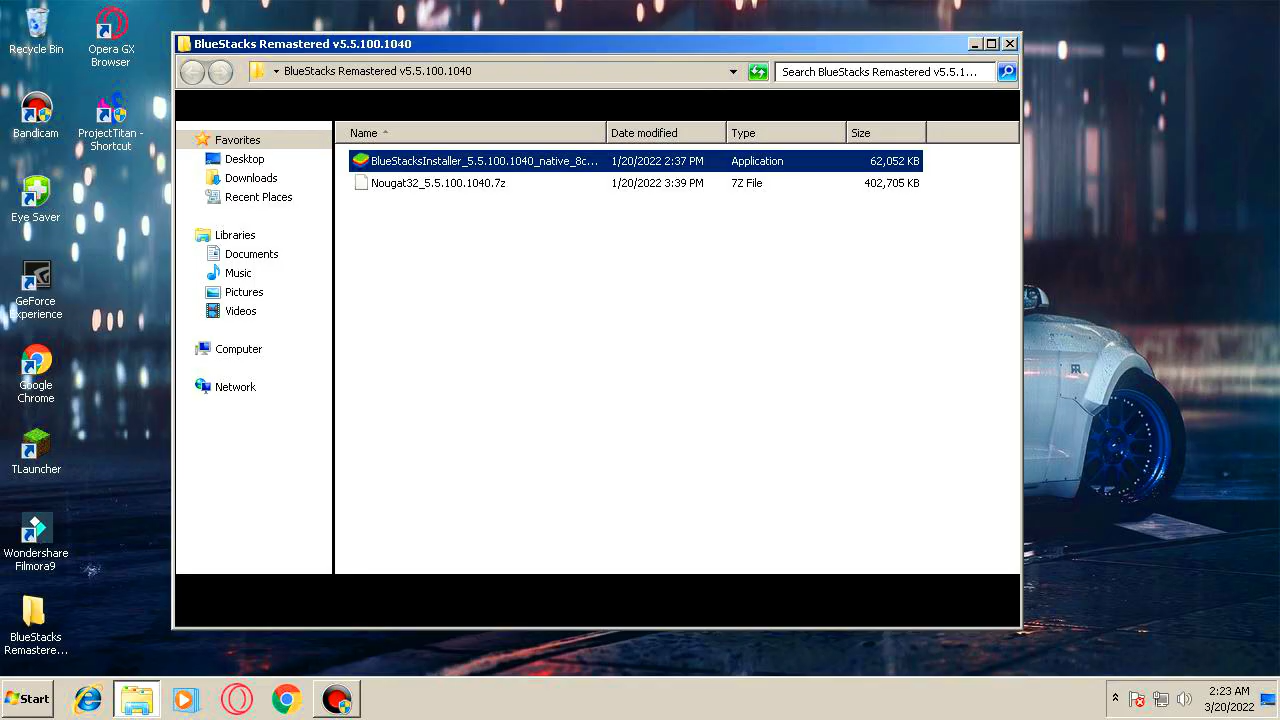 Recycle Bin
Opera GX
Browser
Bandicam
ProjectTitan -
Shortcut
Eye Saver
GeForce
Experience
Google
Chrome
TLauncher
Wondershare
Filmora9
BlueStacks
Remastere...
BlueStacks Remastered v5.5.100.1040
BlueStacks Remastered v5.5.100.1040
Search BlueStacks Remastered v5.5.1...
Favorites
Desktop
Downloads
Recent Places
Libraries
Documents
Music
Pictures
Videos
Computer
Network
Name Date modified Type Size
BlueStacksInstaller_5.5.100.1040_native_8c... 1/20/2022 2:37 PM Application 62,052 KB
Nougat32_5.5.100.1040.7z 1/20/2022 3:39 PM 7Z File 402,705 KB
Start
2:23 AM
3/20/2022